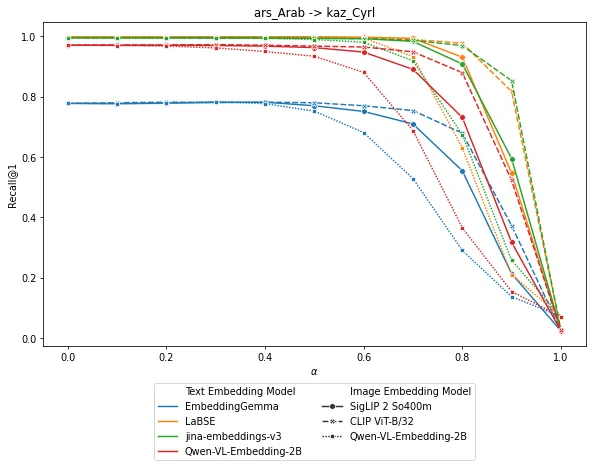 ars_Arab -> kaz_Cyrl
Recall@1
1.0
0.8
0.6
0.4
0.2
0.0
0.0 0.2 0.4 0.6 0.8 1.0
α
Text Embedding Model
EmbeddingGemma
LaBSE
jina-embeddings-v3
Qwen-VL-Embedding-2B
Image Embedding Model
SigLIP 2 So400m
CLIP ViT-B/32
Qwen-VL-Embedding-2B